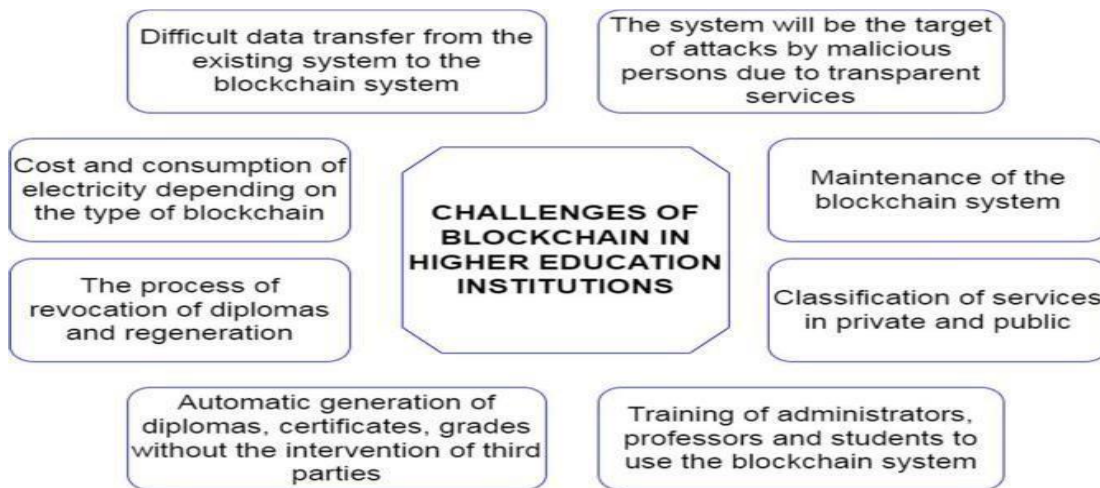 Difficult data transfer from the
existing system to the
blockchain system
The system will be the target
of attacks by malicious
persons due to transparent
services
Cost and consumption of
electricity depending on
the type of blockchain
CHALLENGES OF
BLOCKCHAIN IN
HIGHER EDUCATION
INSTITUTIONS
Maintenance of the
blockchain system
The process of
revocation of diplomas
and regeneration
Classification of services
in private and public
Automatic generation of
diplomas, certificates, grades
without the intervention of third
parties
Training of administrators,
professors and students to
use the blockchain system